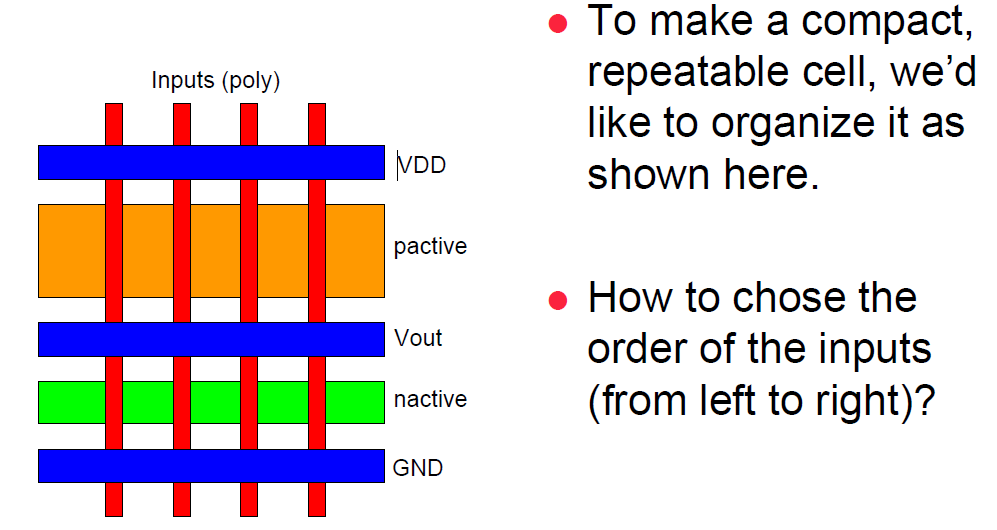 Inputs (poly)
VDD
pactive
Vout
nactive
GND
• To make a compact,
repeatable cell, we’d
like to organize it as
shown here.
• How to chose the
order of the inputs
(from left to right)?